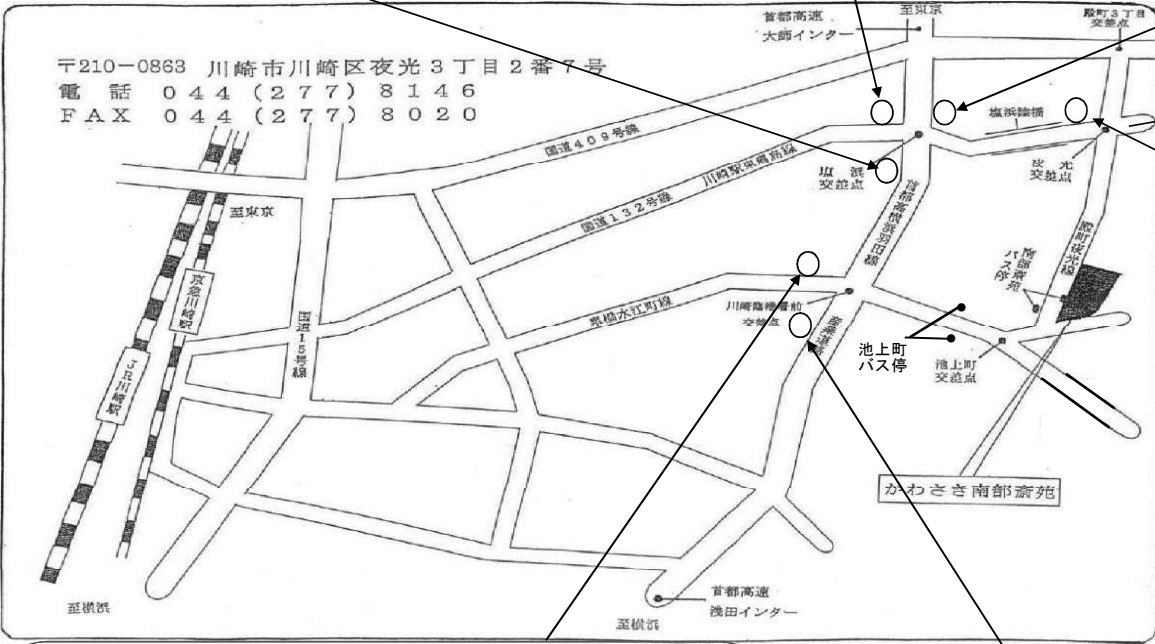 〒210-0863 川崎市川崎区夜光3丁目2番7号
電 話 044 (277) 8146
FAX 044 (277) 8020
首都高速
大師インター
至東京
殿町3丁目
交差点
国道409号線
塩浜陸橋
川崎駅東扇島線
国道132号線
塩 浜
交差点
夜光
交差点
首都高横浜羽田線
殿町夜光線
南部斎苑
バス停
至東京
京急川崎駅
国道15号線
皐橋水江町線
川崎臨港署前
交差点
産業道路
池上町
バス停
池上町
交差点
JR川崎駅
かわさき南部斎苑
首都高速
浅田インター
至横浜
至横浜